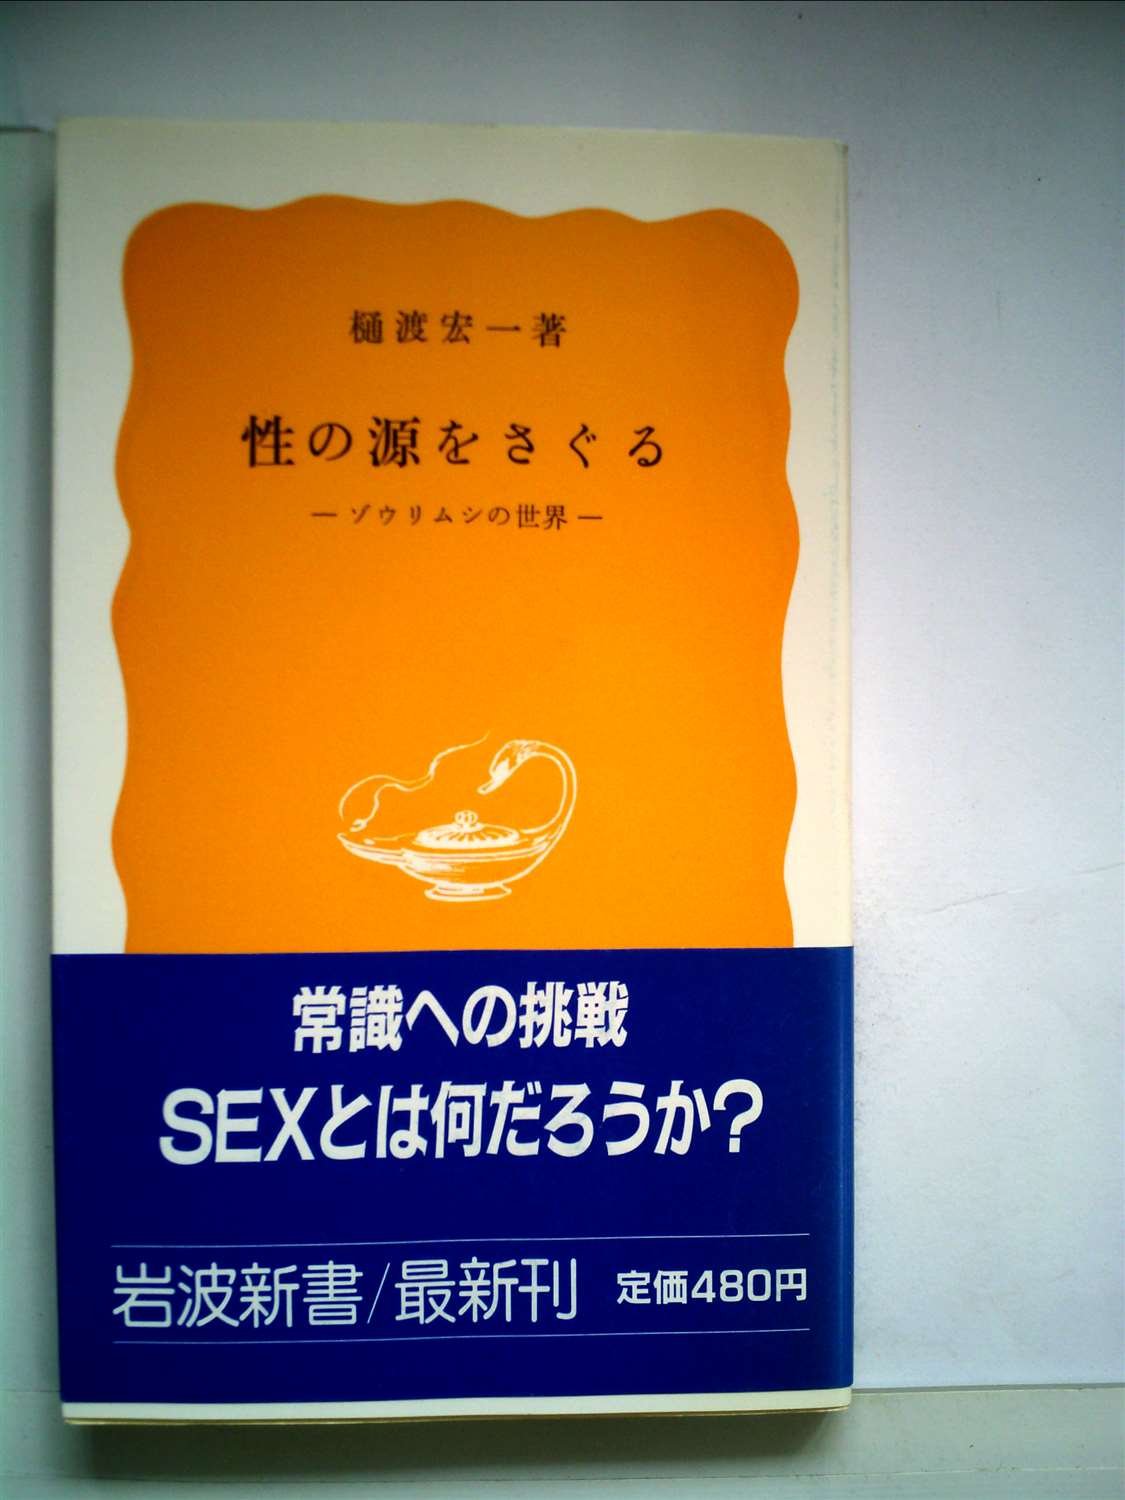 樋渡宏一著
性の源をさぐる
―ゾウリムシの世界―
常識への挑戦
SEXとは何だろうか?
岩波新書/最新刊 定価480円